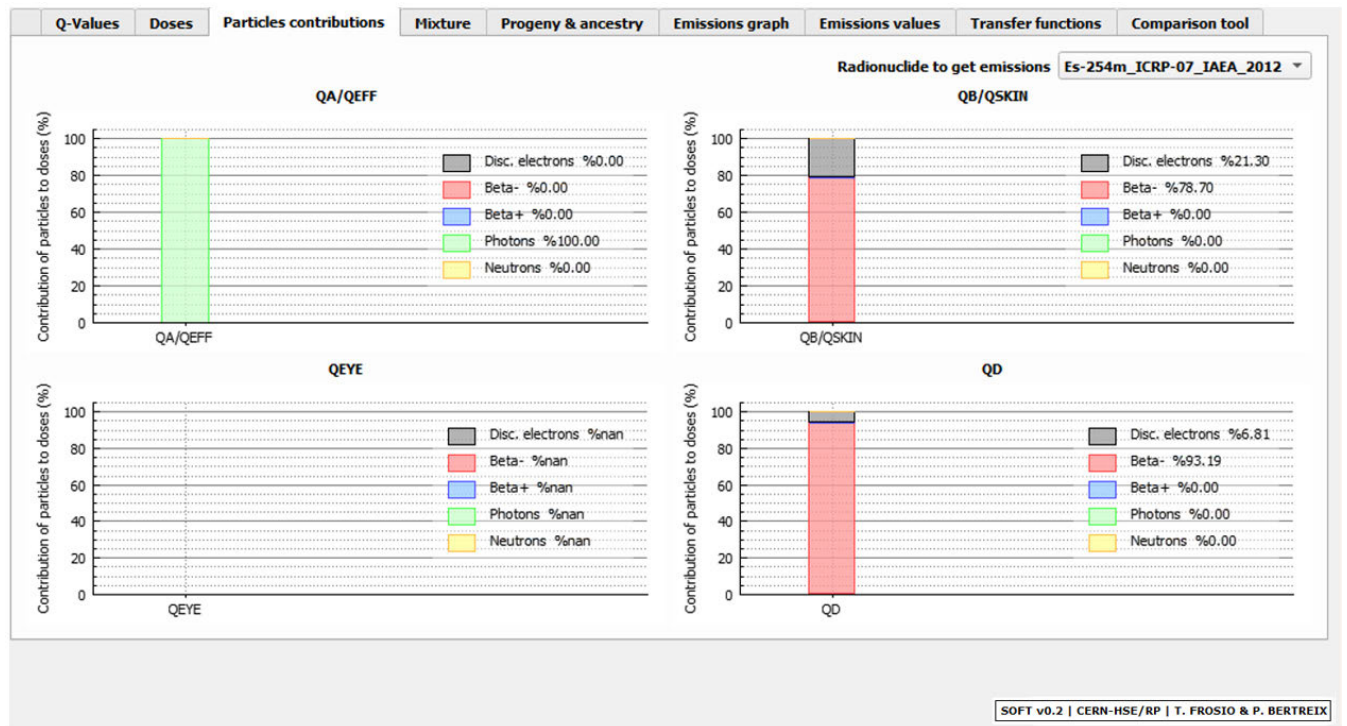 Q-Values Doses Particles contributions Mixture Progeny & ancestry Emissions graph Emissions values Transfer functions Comparison tool
Radionuclide to get emissions Es-254m_ICRP-07_IAEA_2012
QA/QEFF
Contribution of particles to doses (%)
100
80
60
40
20
0
QA/QEFF
Disc. electrons %0.00
Beta- %0.00
Beta+ %0.00
Photons %100.00
Neutrons %0.00
QB/QSKIN
Contribution of particles to doses (%)
100
80
60
40
20
0
QB/QSKIN
Disc. electrons %21.30
Beta- %78.70
Beta+ %0.00
Photons %0.00
Neutrons %0.00
QEYE
Contribution of particles to doses (%)
100
80
60
40
20
0
QEYE
Disc. electrons %nan
Beta- %nan
Beta+ %nan
Photons %nan
Neutrons %nan
QD
Contribution of particles to doses (%)
100
80
60
40
20
0
QD
Disc. electrons %6.81
Beta- %93.19
Beta+ %0.00
Photons %0.00
Neutrons %0.00
SOFT v0.2 | CERN-HSE/RP | T. FROSIO & P. BERTREIX